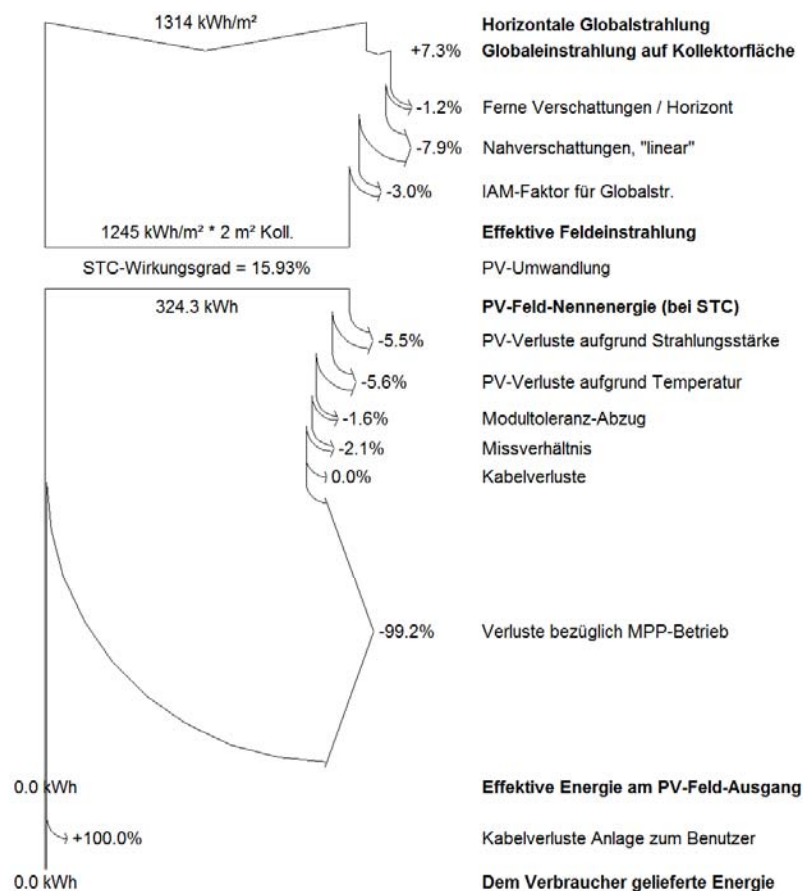 1314 kWh/m² Horizontale Globalstrahlung
+7.3% Globaleinstrahlung auf Kollektorfläche
-1.2% Ferne Verschattungen / Horizont
-7.9% Nahverschattungen, "linear"
-3.0% IAM-Faktor für Globalstr.
1245 kWh/m² * 2 m² Koll. Effektive Feldeinstrahlung
STC-Wirkungsgrad = 15.93% PV-Umwandlung
324.3 kWh PV-Feld-Nennenergie (bei STC)
-5.5% PV-Verluste aufgrund Strahlungsstärke
-5.6% PV-Verluste aufgrund Temperatur
-1.6% Modultoleranz-Abzug
-2.1% Missverhältnis
0.0% Kabelverluste
-99.2% Verluste bezüglich MPP-Betrieb
0.0 kWh Effektive Energie am PV-Feld-Ausgang
+100.0% Kabelverluste Anlage zum Benutzer
0.0 kWh Dem Verbraucher gelieferte Energie